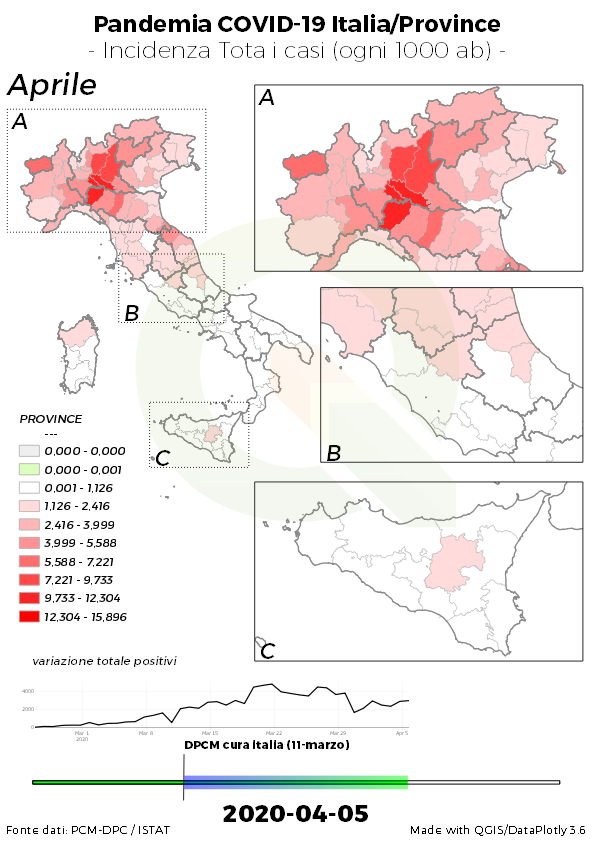 Pandemia COVID-19 Italia/Province
- Incidenza Tota i casi (ogni 1000 ab) -
Aprile
A
A
B
B
C
C
PROVINCE
---
0,000 - 0,000
0,000 - 0,001
0,001 - 1,126
1,126 - 2,416
2,416 - 3,999
3,999 - 5,588
5,588 - 7,221
7,221 - 9,733
9,733 - 12,304
12,304 - 15,896
variazione totale positivi
4000
2000
0
Mar 1 Mar 8 Mar 15 Mar 22 Mar 29 Apr 5
2020
DPCM cura italia (11-marzo)
2020-04-05
Fonte dati: PCM-DPC / ISTAT
Made with QGIS/DataPlotly 3.6